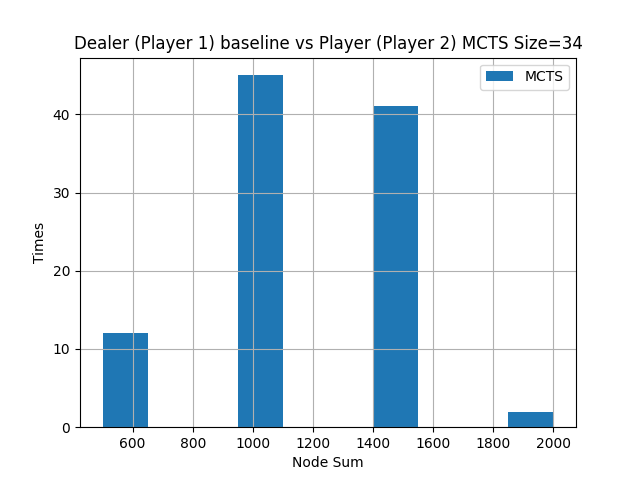 Dealer (Player 1) baseline vs Player (Player 2) MCTS Size=34
MCTS
40
30
20
10
0
Times
600 800 1000 1200 1400 1600 1800 2000
Node Sum